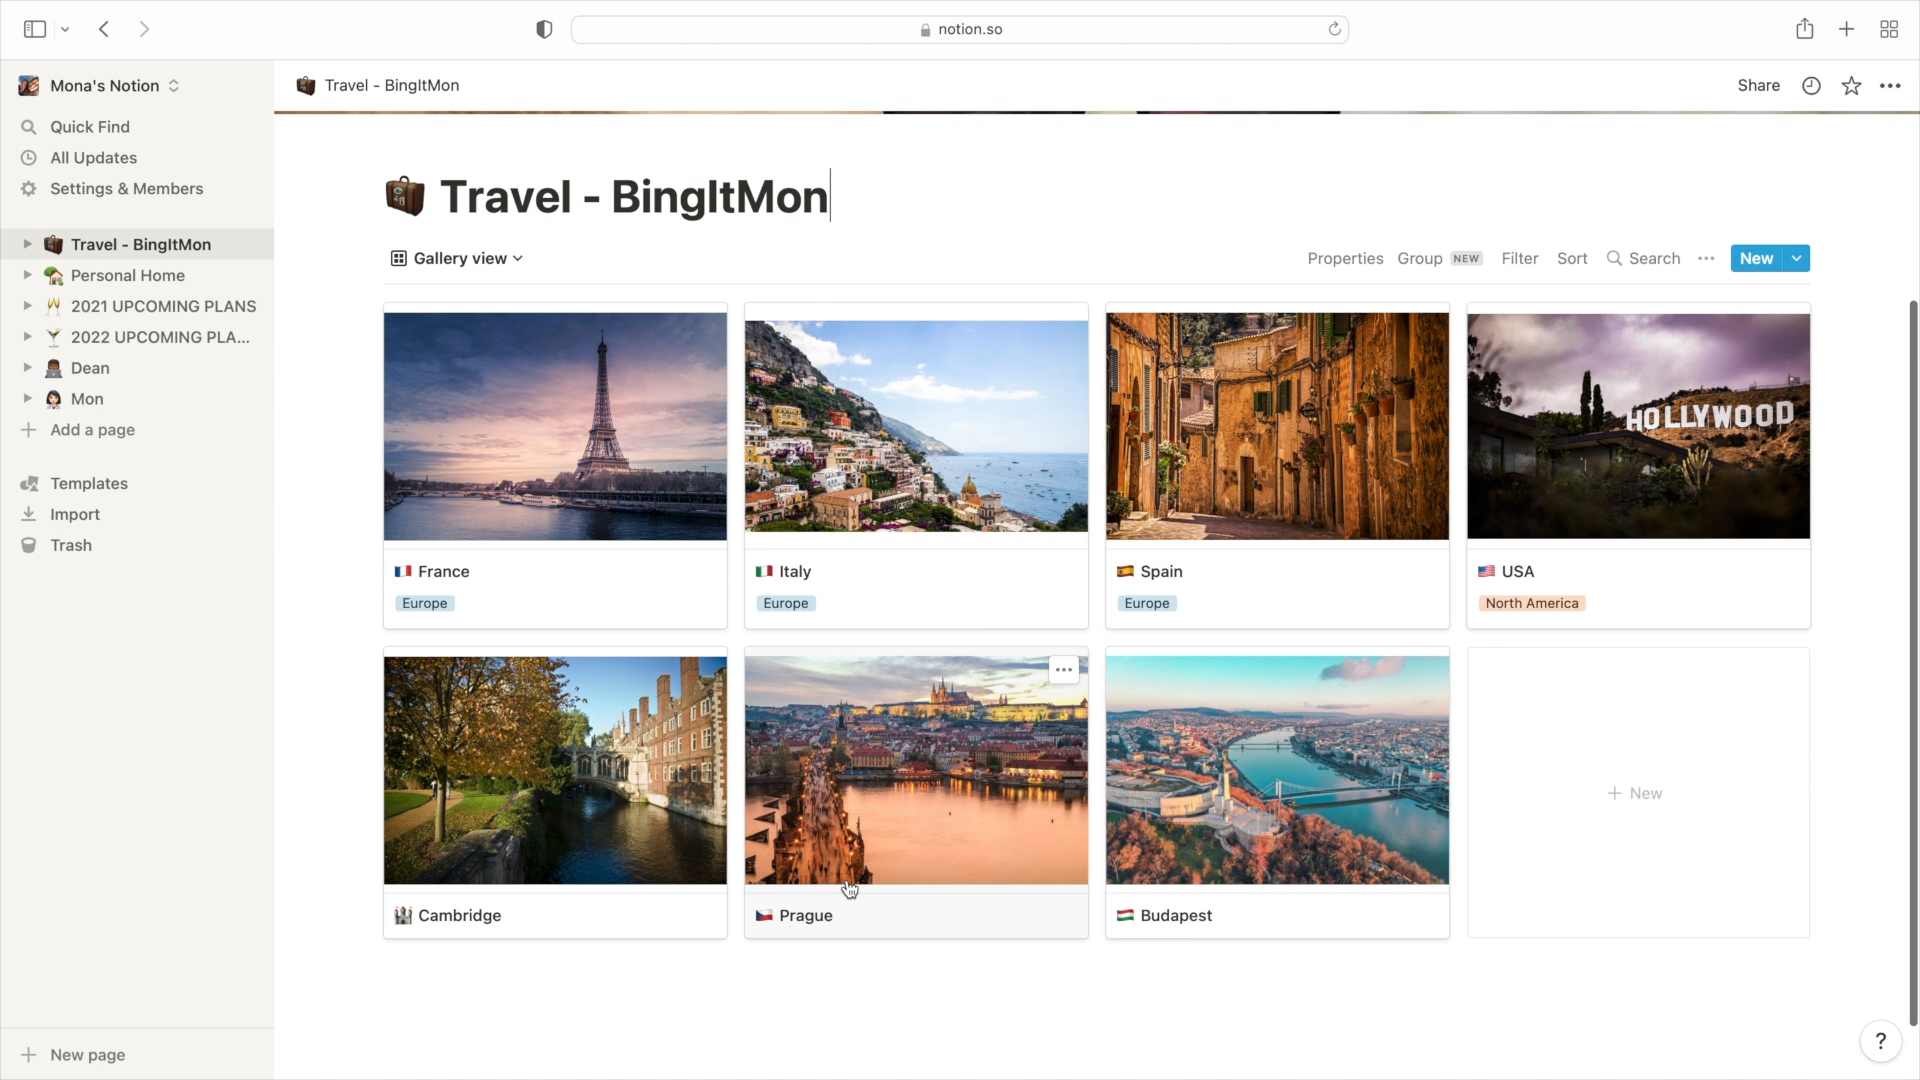 notion.so
Mona's Notion
Travel - BingItMon
Share
Quick Find
All Updates
Settings & Members
Travel - BingItMon
Personal Home
2021 UPCOMING PLANS
2022 UPCOMING PLA...
Dean
Mon
Add a page
Templates
Import
Trash
New page
Travel - BingItMon
Gallery view
Properties Group NEW Filter Sort Search New
HOLLYWOOD
France
Europe
Italy
Europe
Spain
Europe
USA
North America
Cambridge
Prague
Budapest
+ New
?